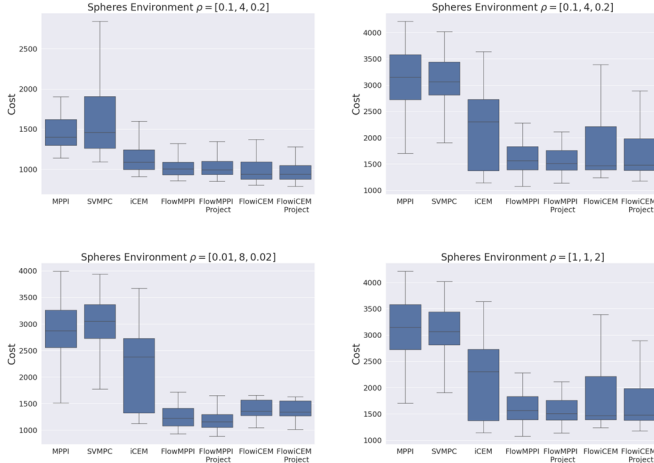 Spheres Environment ρ = [0.1, 4, 0.2]
Cost
2500
2000
1500
1000
MPPI SVMPC iCEM FlowMPPI FlowMPPI Project FlowiCEM FlowiCEM Project
Spheres Environment ρ = [0.1, 4, 0.2]
Cost
4000
3500
3000
2500
2000
1500
1000
MPPI SVMPC iCEM FlowMPPI FlowMPPI Project FlowiCEM FlowiCEM Project
Spheres Environment ρ = [0.01, 8, 0.02]
Cost
4000
3500
3000
2500
2000
1500
1000
MPPI SVMPC iCEM FlowMPPI FlowMPPI Project FlowiCEM FlowiCEM Project
Spheres Environment ρ = [1, 1, 2]
Cost
4000
3500
3000
2500
2000
1500
1000
MPPI SVMPC iCEM FlowMPPI FlowMPPI Project FlowiCEM FlowiCEM Project